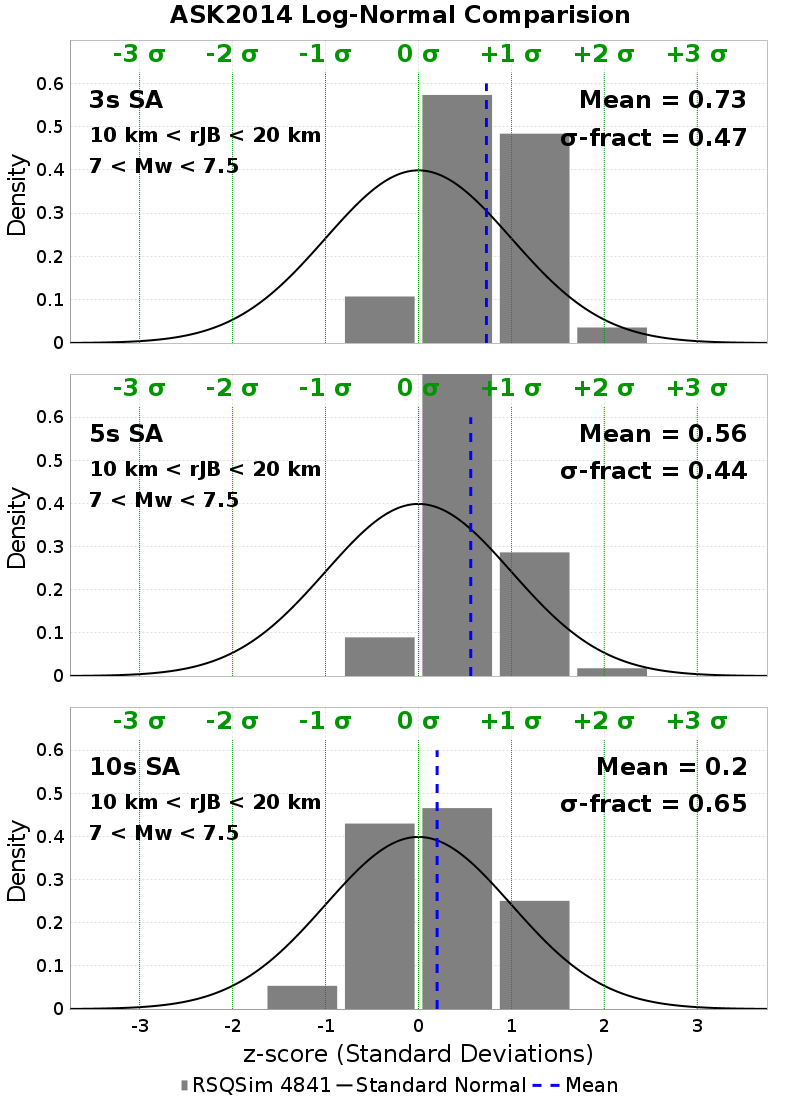 ASK2014 Log-Normal Comparision
-3 σ -2 σ -1 σ 0 σ +1 σ +2 σ +3 σ
0.6
0.5
0.4
0.3
0.2
0.1
0
Density
3s SA
10 km < rJB < 20 km
7 < Mw < 7.5
Mean = 0.73
σ-fract = 0.47
-3 σ -2 σ -1 σ 0 σ +1 σ +2 σ +3 σ
0.6
0.5
0.4
0.3
0.2
0.1
0
Density
5s SA
10 km < rJB < 20 km
7 < Mw < 7.5
Mean = 0.56
σ-fract = 0.44
-3 σ -2 σ -1 σ 0 σ +1 σ +2 σ +3 σ
0.6
0.5
0.4
0.3
0.2
0.1
0
Density
10s SA
10 km < rJB < 20 km
7 < Mw < 7.5
Mean = 0.2
σ-fract = 0.65
-3 -2 -1 0 1 2 3
z-score (Standard Deviations)
RSQSim 4841 Standard Normal Mean